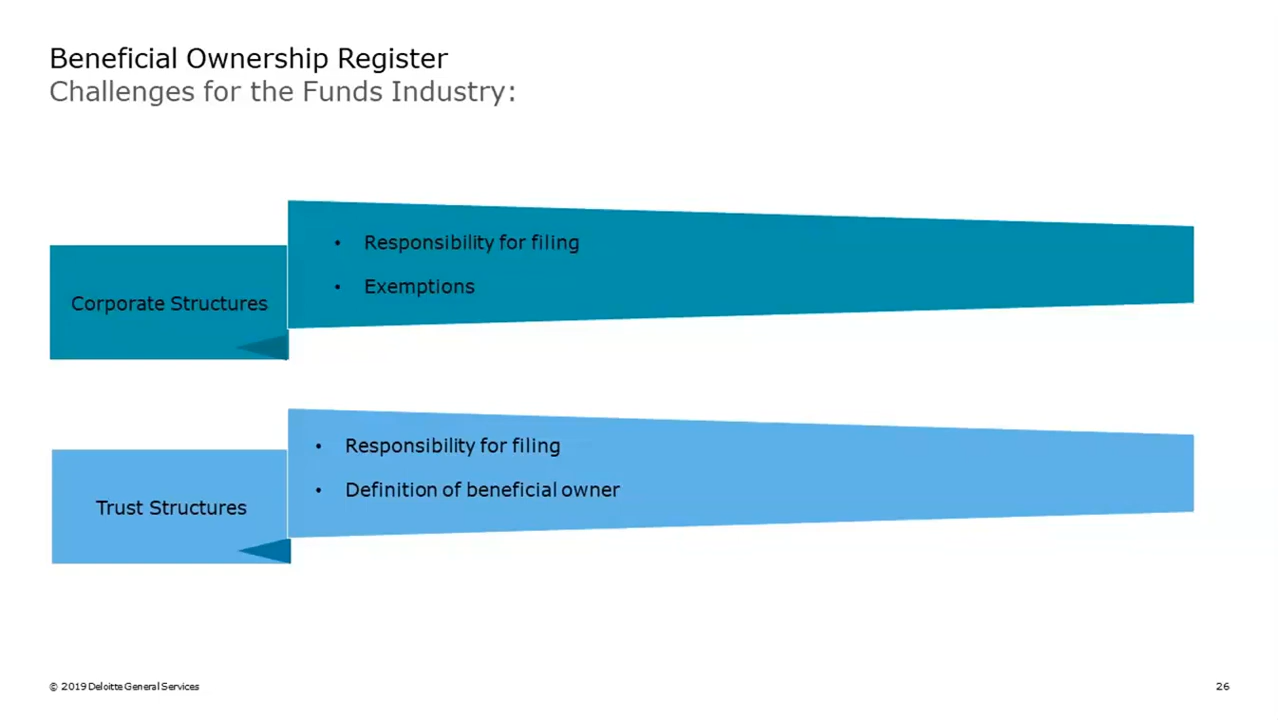 Beneficial Ownership Register
Challenges for the Funds Industry:
Corporate Structures
• Responsibility for filing
• Exemptions
Trust Structures
• Responsibility for filing
• Definition of beneficial owner
© 2019 Deloitte General Services
26